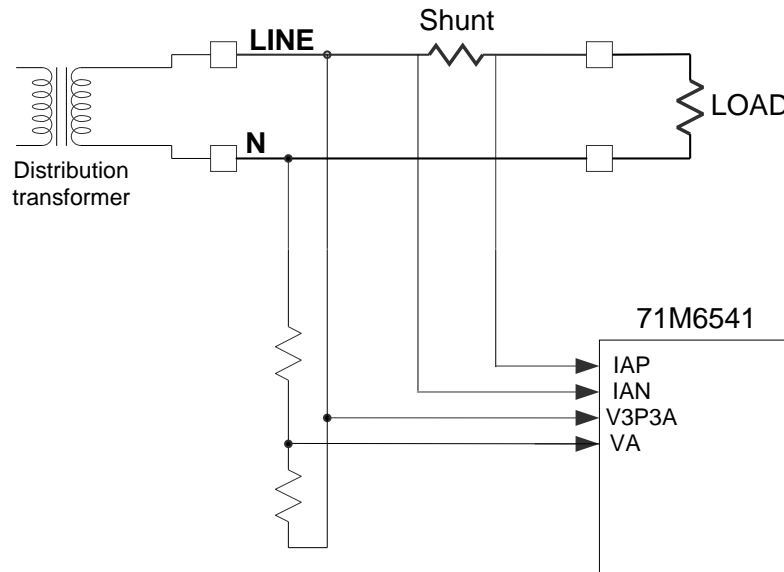 Shunt
LINE
LOAD
N
Distribution
transformer
71M6541
IAP
IAN
V3P3A
VA